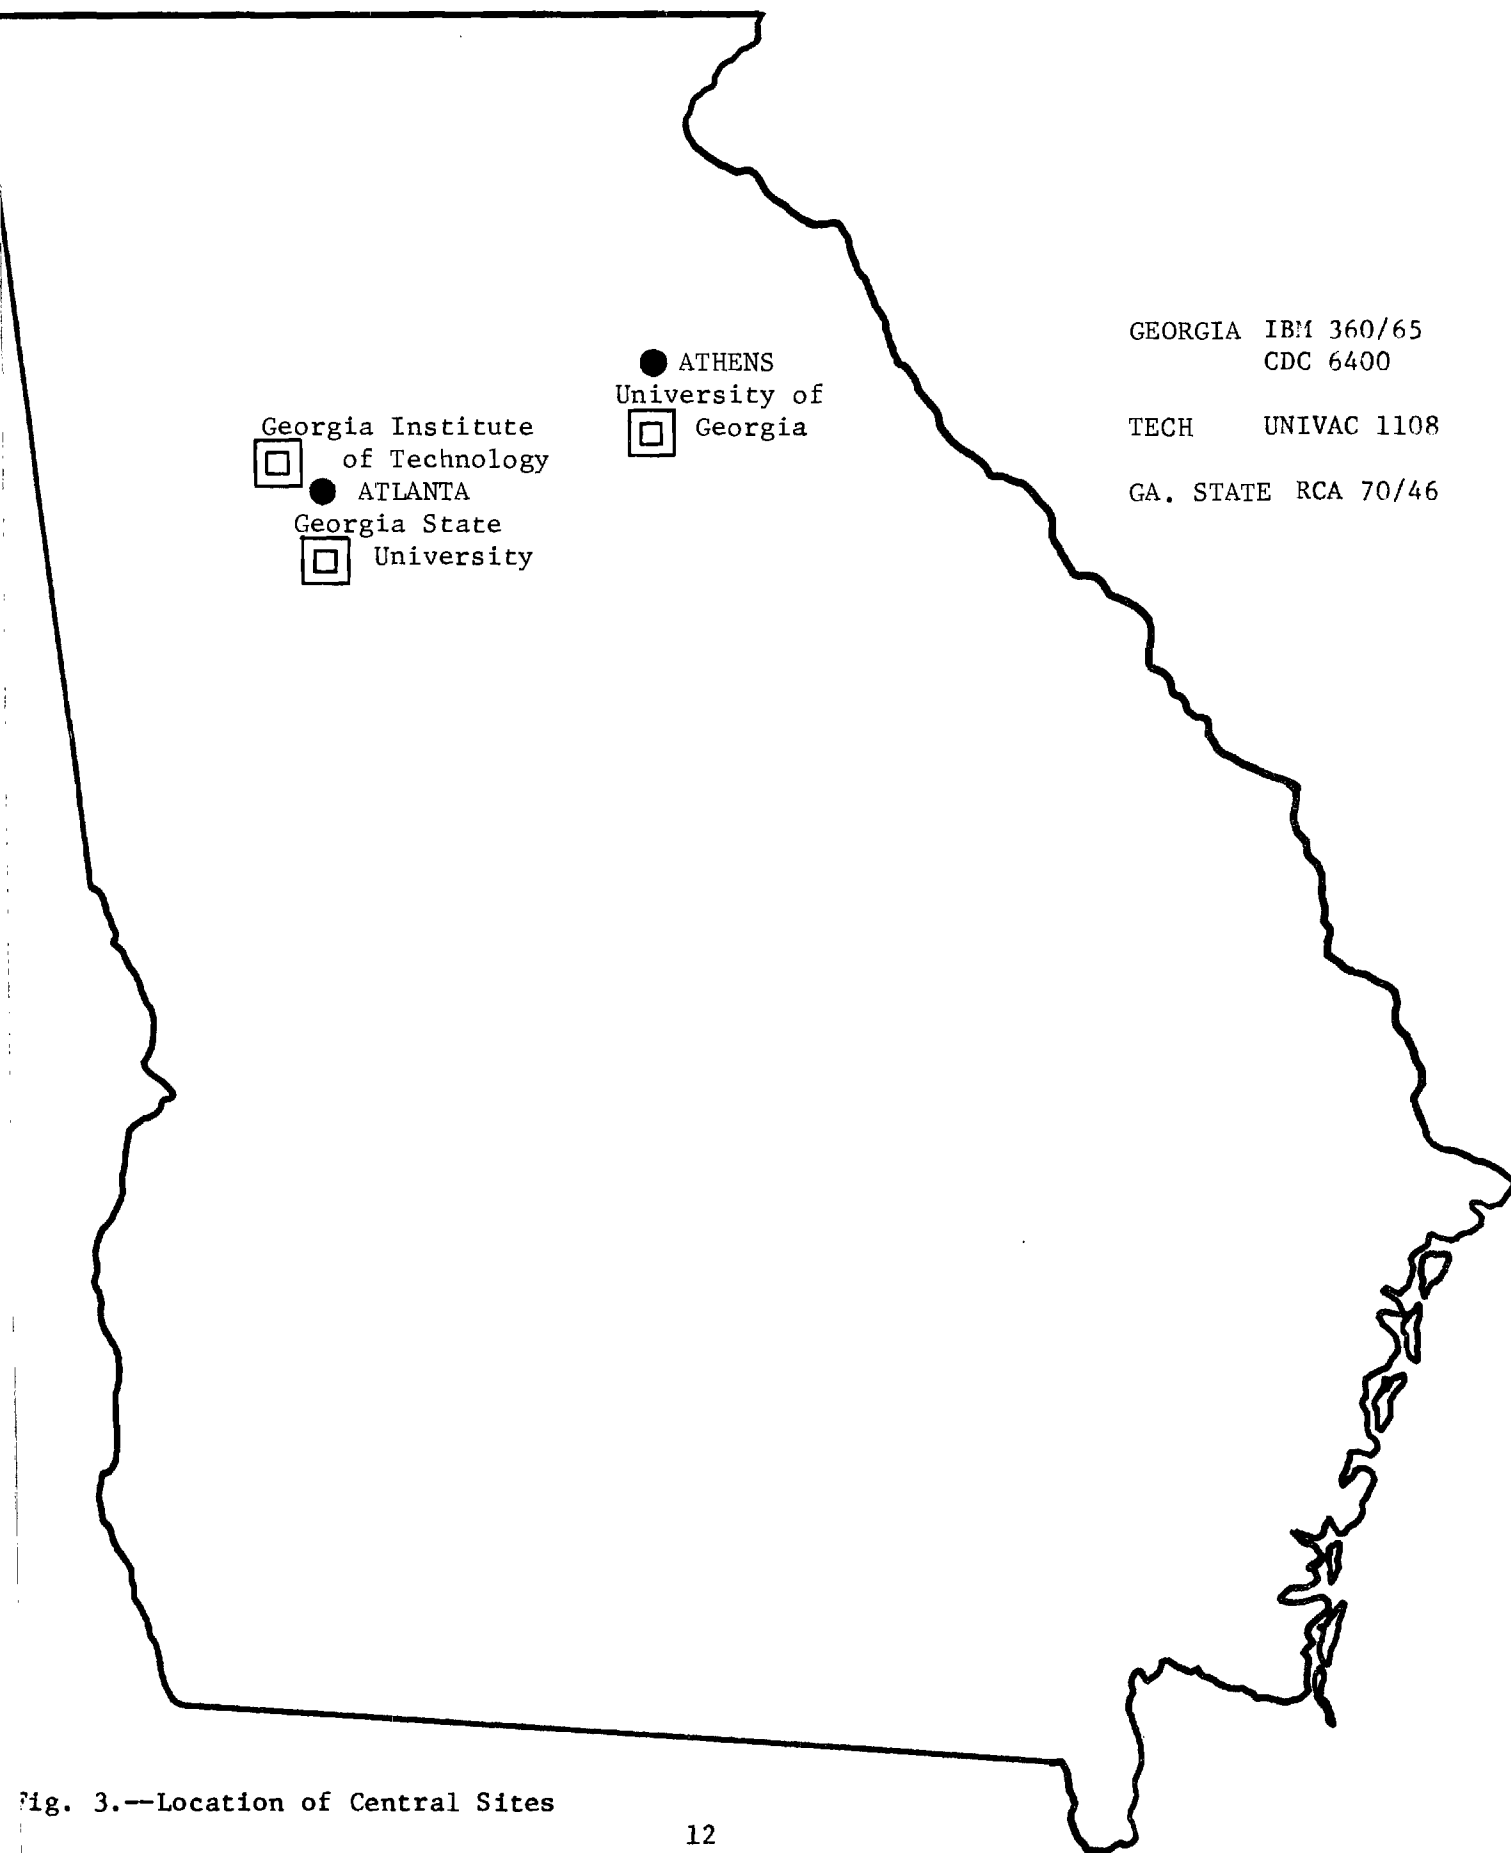 ATHENS
University of
Georgia
Georgia Institute
of Technology
ATLANTA
Georgia State
University
GEORGIA IBM 360/65
CDC 6400
TECH UNIVAC 1108
GA. STATE RCA 70/46
Fig. 3.--Location of Central Sites
12